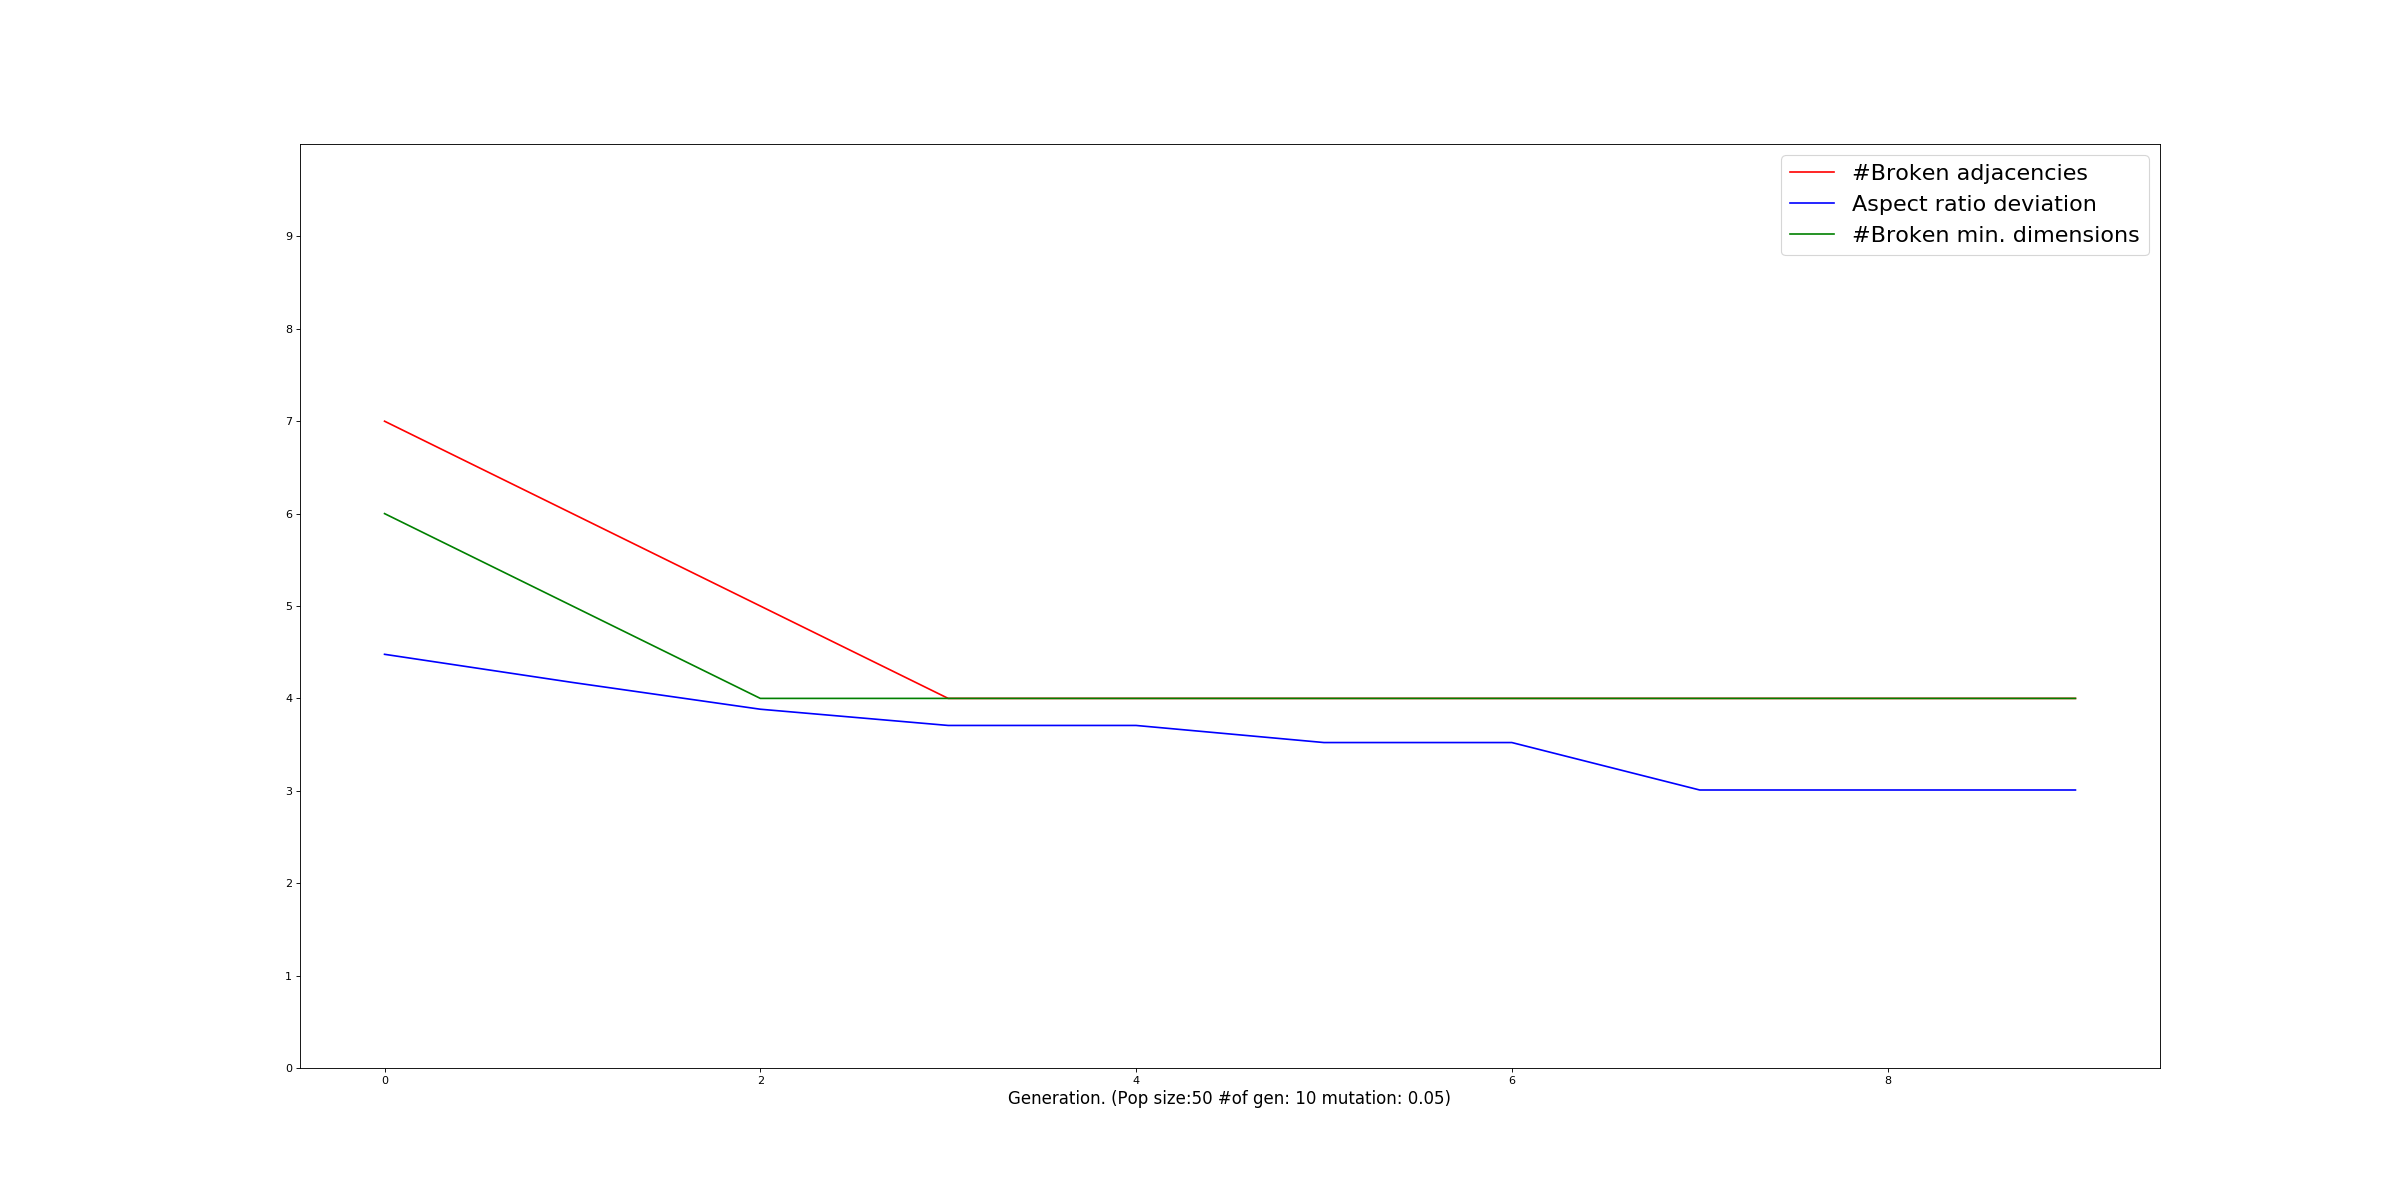 #Broken adjacencies
Aspect ratio deviation
#Broken min. dimensions
9
8
7
6
5
4
3
2
1
0
0 2 4 6 8
Generation. (Pop size:50 #of gen: 10 mutation: 0.05)